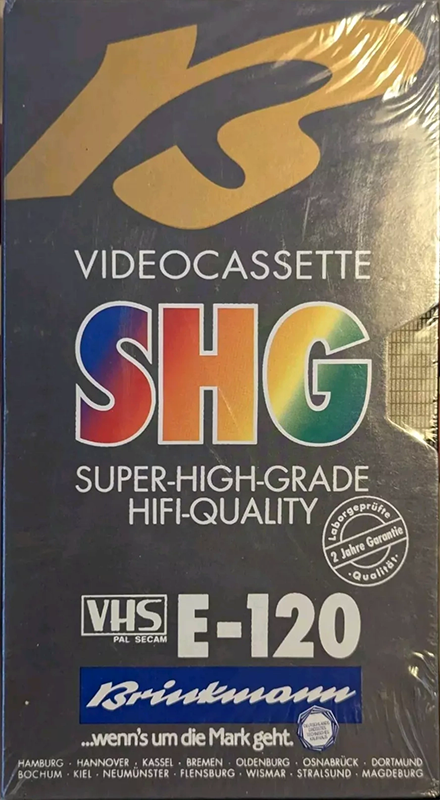 VIDEOCASSETTE
SHG
SUPER-HIGH-GRADE
HIFI-QUALITY
Laborgeprüfte
2 Jahre Garantie
·Qualität·
VHS
PAL SECAM
E-120
Brinkmann
...wenn's um die Mark geht.
HAMBURG · HANNOVER · KASSEL · BREMEN · OLDENBURG · OSNABRÜCK · DORTMUND
BOCHUM · KIEL · NEUMÜNSTER · FLENSBURG · WISMAR · STRALSUND · MAGDEBURG